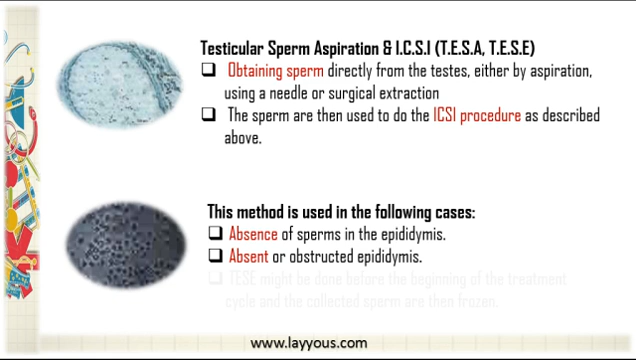 Testicular Sperm Aspiration & I.C.S.I (T.E.S.A, T.E.S.E)
❑ Obtaining sperm directly from the testes, either by aspiration,
using a needle or surgical extraction
❑ The sperm are then used to do the ICSI procedure as described
above.
This method is used in the following cases:
❑ Absence of sperms in the epididymis.
❑ Absent or obstructed epididymis.
❑ TESE might be done before the beginning of the treatment
cycle and the collected sperm are then frozen.
www.layyous.com